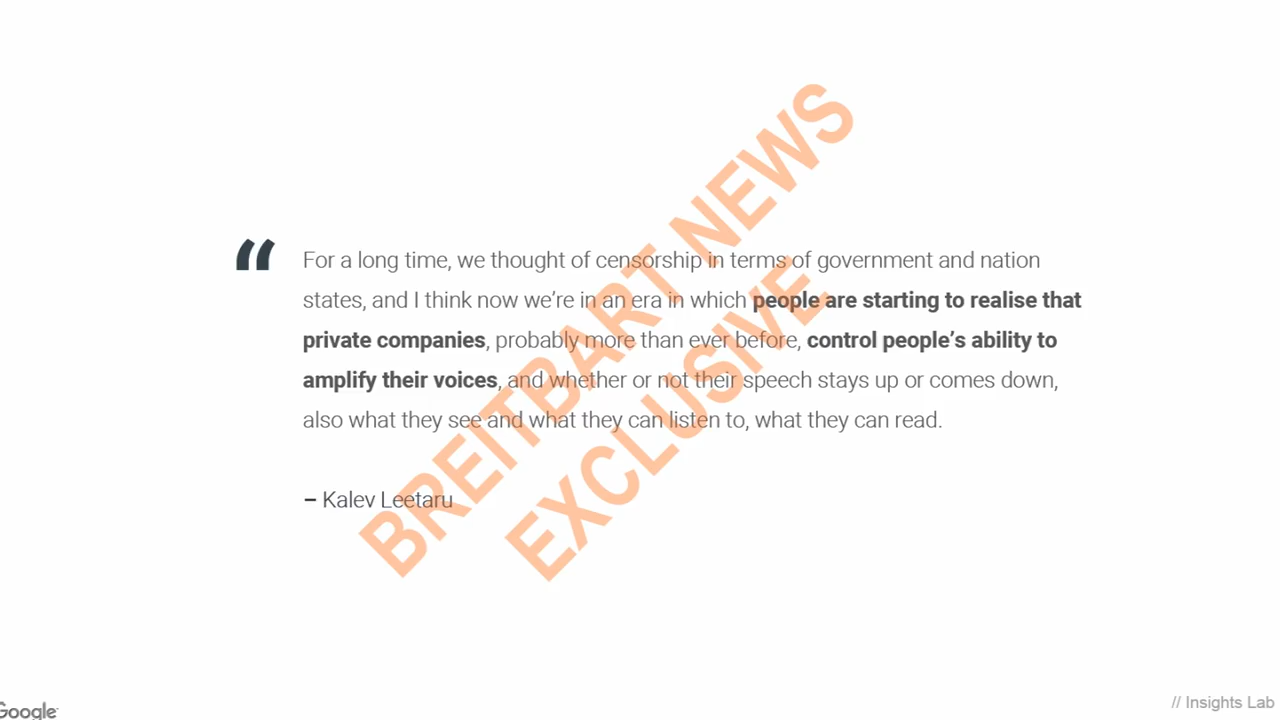 “
For a long time, we thought of censorship in terms of government and nation
states, and I think now we’re in an era in which people are starting to realise that
private companies, probably more than ever before, control people’s ability to
amplify their voices, and whether or not their speech stays up or comes down,
also what they see and what they can listen to, what they can read.
– Kalev Leetaru
BREITBART NEWS
EXCLUSIVE
Google
// Insights Lab